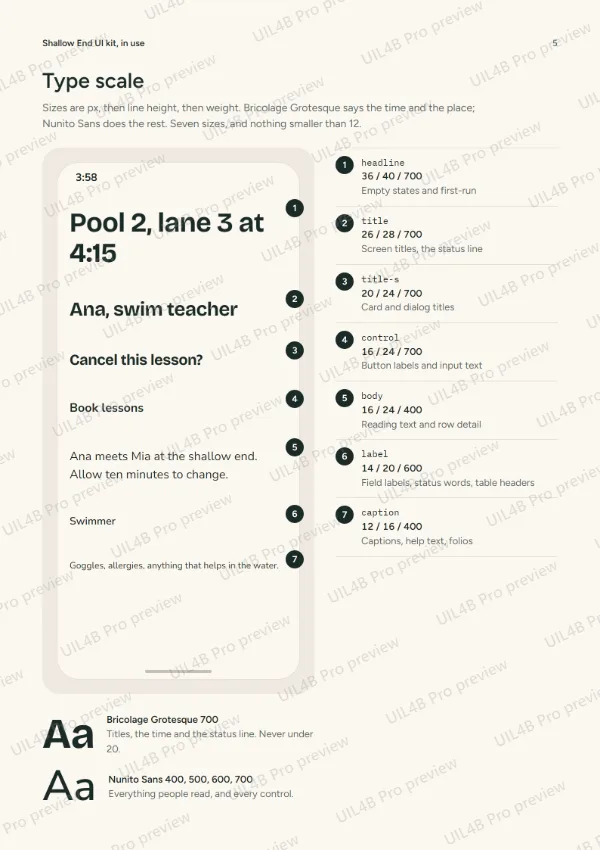 Shallow End UI kit, in use
5
Type scale
Sizes are px, then line height, then weight. Bricolage Grotesque says the time and the place;
Nunito Sans does the rest. Seven sizes, and nothing smaller than 12.
3:58
1
Pool 2, lane 3 at
4:15
2
Ana, swim teacher
3
Cancel this lesson?
4
Book lessons
5
Ana meets Mia at the shallow end.
Allow ten minutes to change.
6
Swimmer
7
Goggles, allergies, anything that helps in the water.
1
headline
36 / 40 / 700
Empty states and first-run
2
title
26 / 28 / 700
Screen titles, the status line
3
title-s
20 / 24 / 700
Card and dialog titles
4
control
16 / 24 / 700
Button labels and input text
5
body
16 / 24 / 400
Reading text and row detail
6
label
14 / 20 / 600
Field labels, status words, table headers
7
caption
12 / 16 / 400
Captions, help text, folios
Aa
Bricolage Grotesque 700
Titles, the time and the status line. Never under
20.
Aa
Nunito Sans 400, 500, 600, 700
Everything people read, and every control.
UIL4B Pro preview